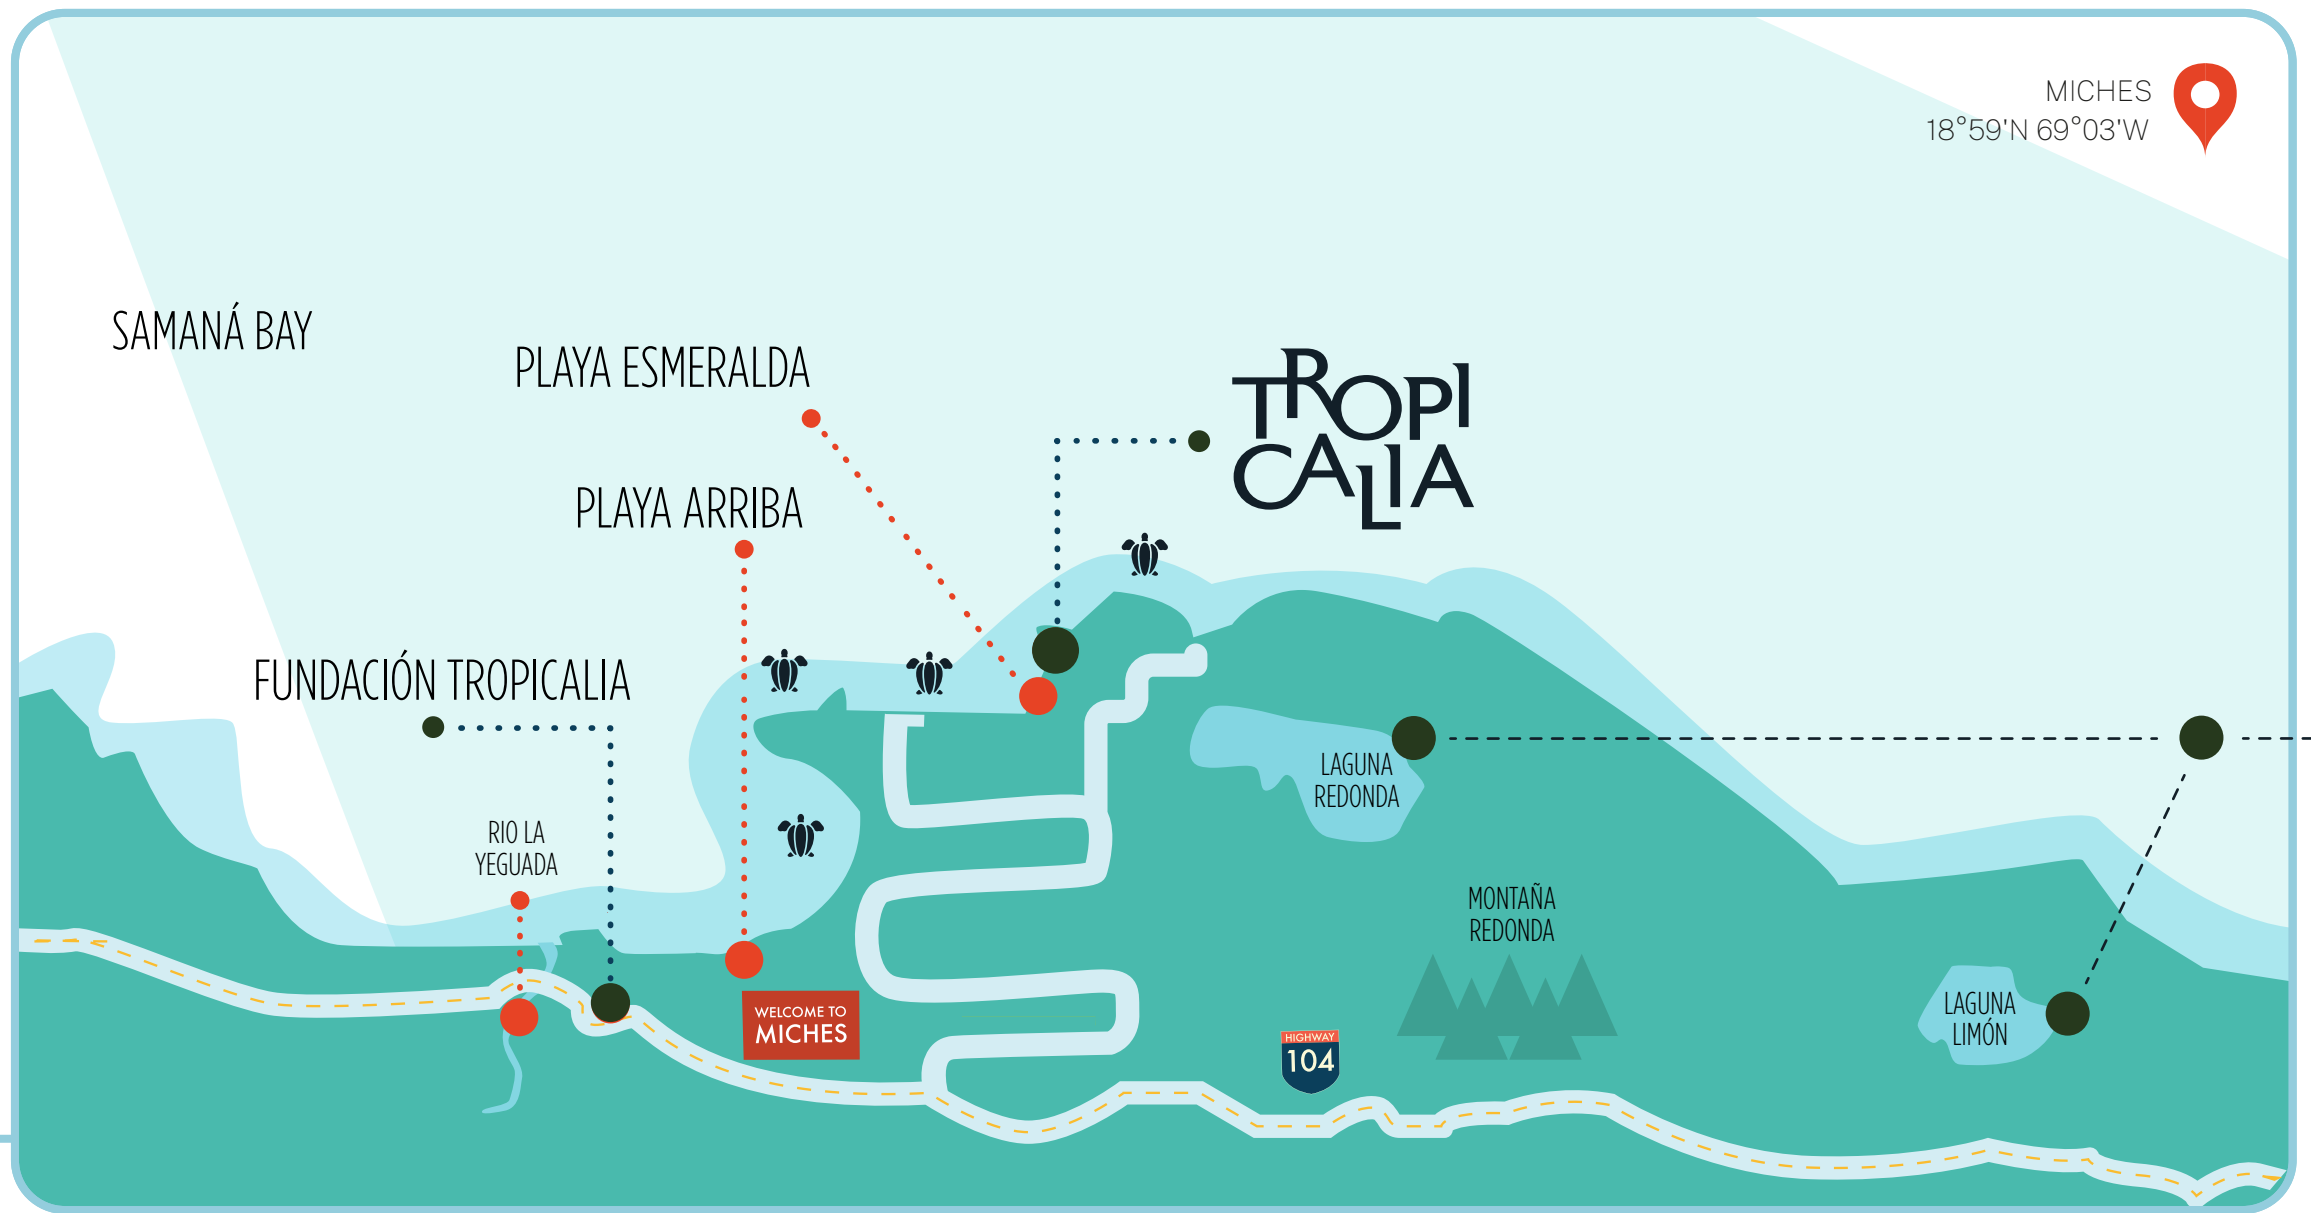 MICHES
18°59'N 69°03'W
SAMANÁ BAY
PLAYA ESMERALDA
TROPI
CALIA
PLAYA ARRIBA
FUNDACIÓN TROPICALIA
LAGUNA
REDONDA
RIO LA
YEGUADA
MONTAÑA
REDONDA
LAGUNA
LIMÓN
WELCOME TO
MICHES
HIGHWAY
104